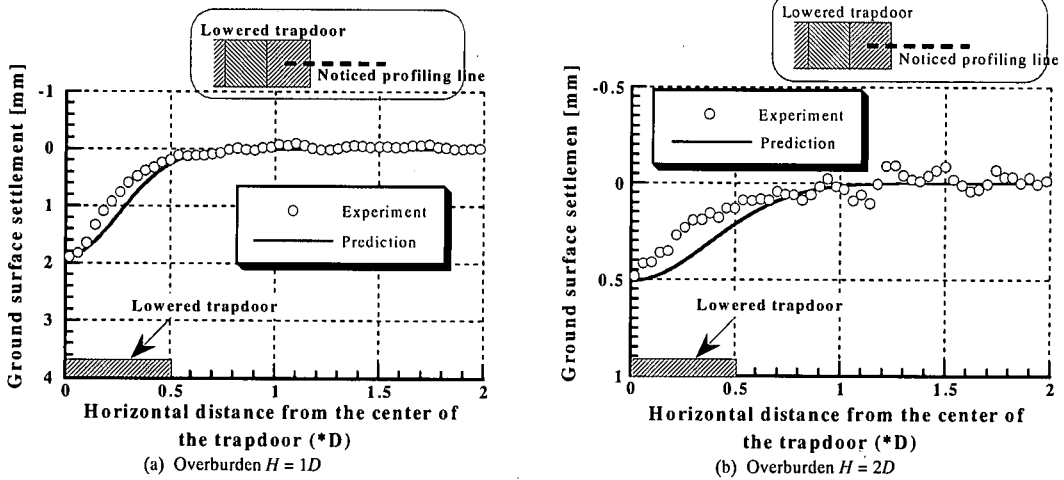 Lowered trapdoor
Noticed profiling line
Ground surface settlement [mm]
-1
0
1
2
3
4
Experiment
Prediction
Lowered trapdoor
0
0.5
1
1.5
2
Horizontal distance from the center of
the trapdoor (*D)
(a) Overburden H = 1D
Lowered trapdoor
Noticed profiling line
Ground surface settlemen [mm]
-0.5
0
0.5
1
Experiment
Prediction
Lowered trapdoor
0
0.5
1
1.5
2
Horizontal distance from the center of
the trapdoor (*D)
(b) Overburden H = 2D